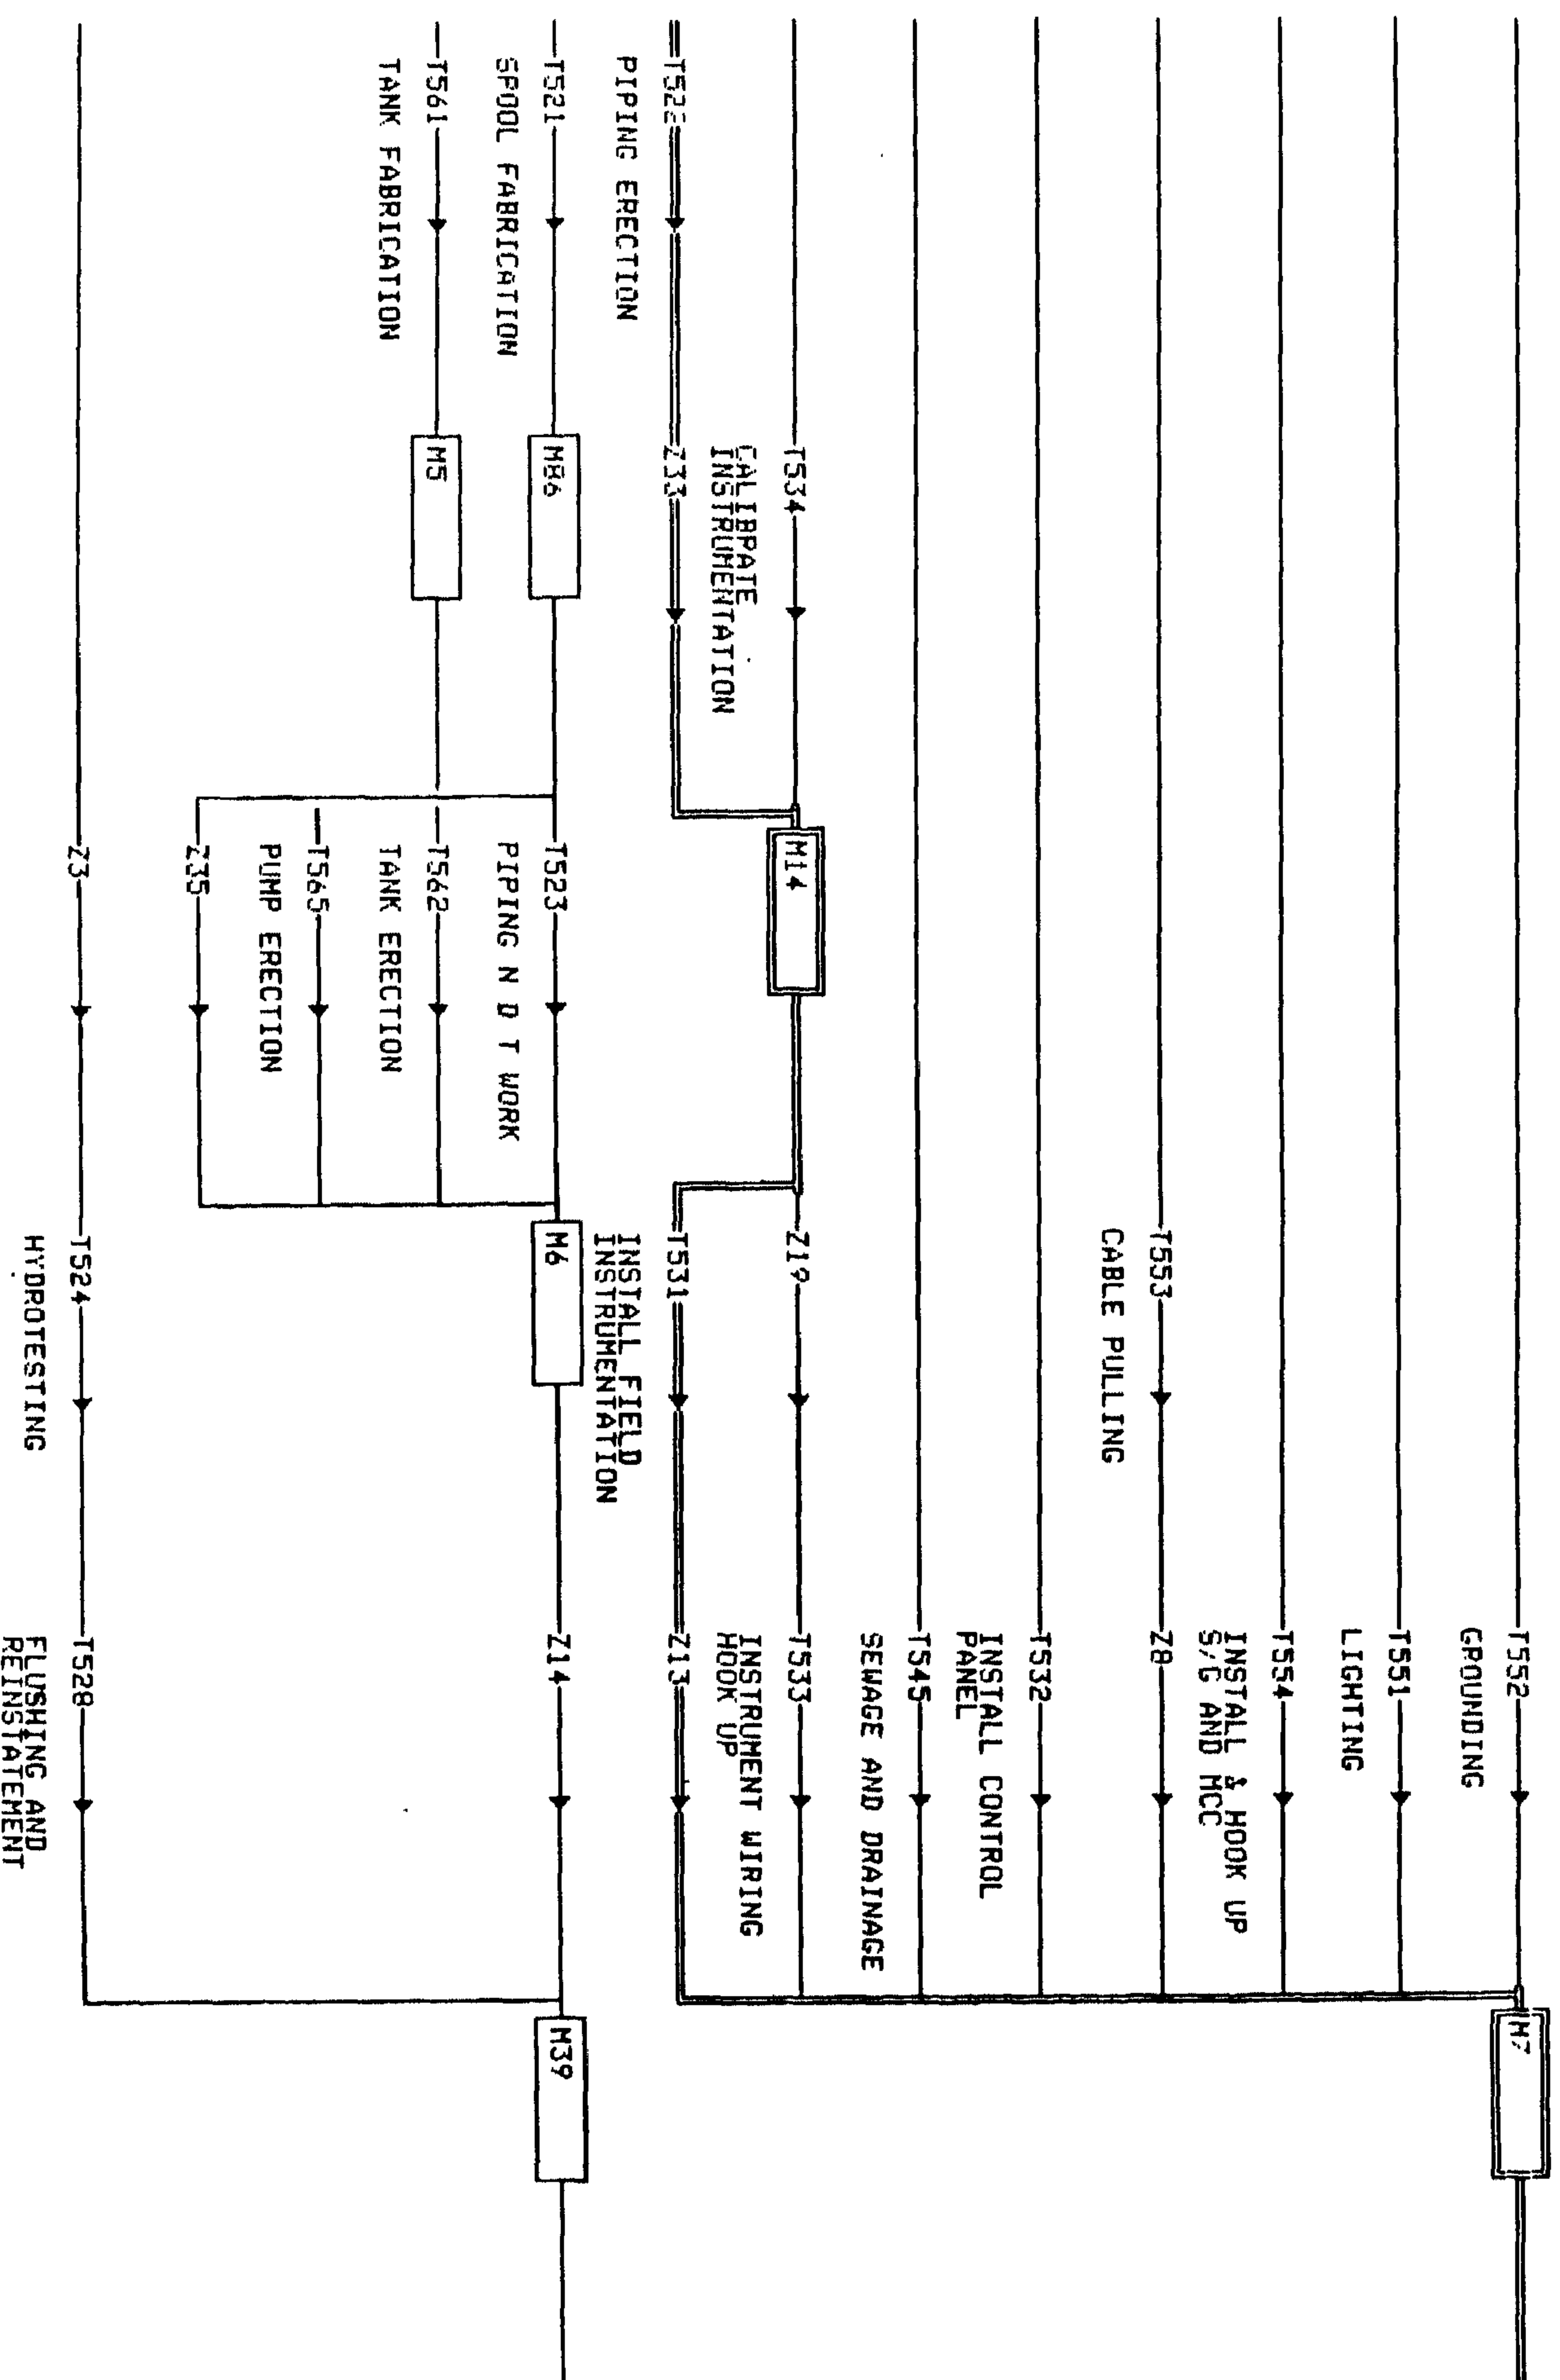 T552
GROUNDING
M7
T551
LIGHTING
T554
INSTALL & HOOK UP
S/G AND MCC
T553
CABLE PULLING
Z8
T532
INSTALL CONTROL
PANEL
T545
SEWAGE AND DRAINAGE
T534
CALIBRATE
INSTRUMENTATION
M14
Z19
T533
INSTRUMENT WIRING
HOOK UP
PIPING ERECTION
Z33
T531
INSTALL FIELD
INSTRUMENTATION
Z13
T521
SPOOL FABRICATION
M86
T523
PIPING N D T WORK
M6
Z14
M39
T561
TANK FABRICATION
M5
T562
TANK ERECTION
T565
PUMP ERECTION
Z35
Z3
T524
HYDROTESTING
T528
FLUSHING AND
REINSTATEMENT